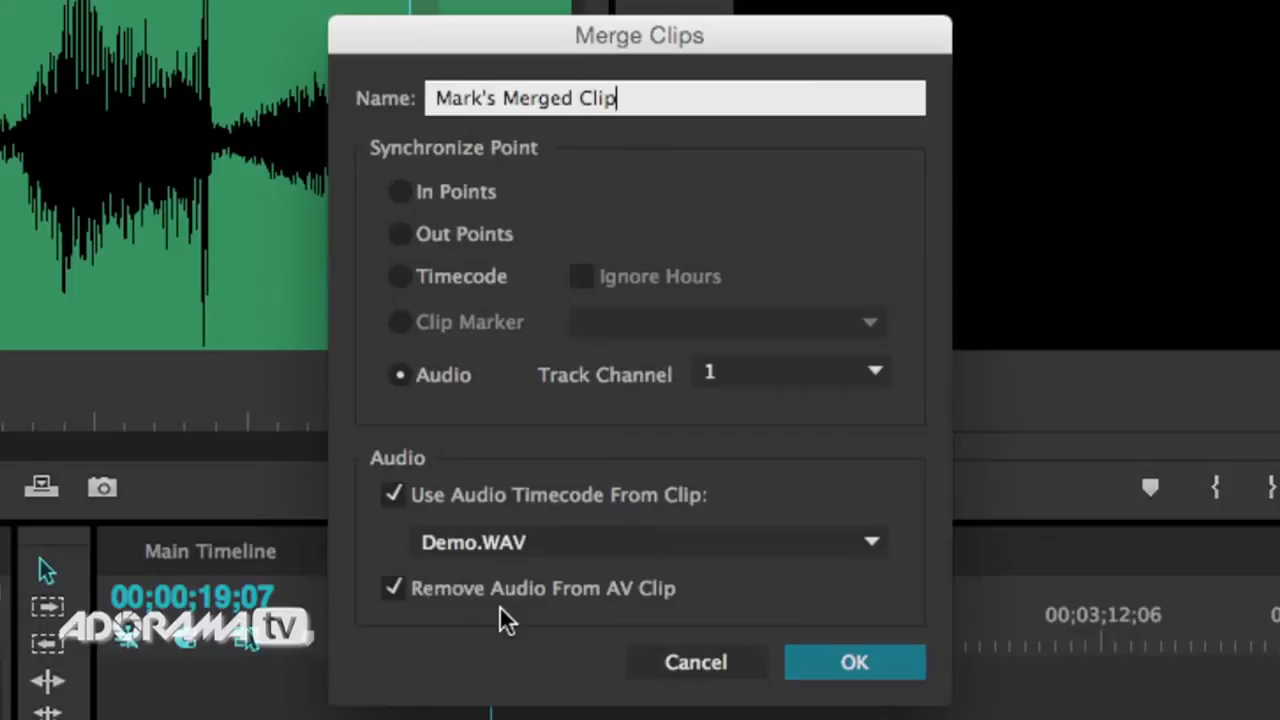 Merge Clips
Name: Mark's Merged Clip
Synchronize Point
In Points
Out Points
Timecode Ignore Hours
Clip Marker
Audio Track Channel 1
Audio
Use Audio Timecode From Clip:
Demo.WAV
Remove Audio From AV Clip
Cancel OK
Main Timeline
00;00;19;07
00;03;12;06
ADORAMA tv